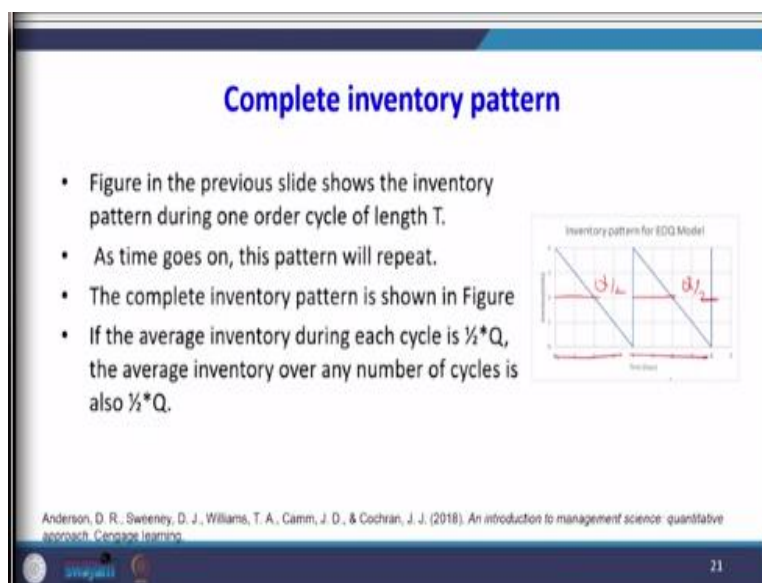 Complete inventory pattern
• Figure in the previous slide shows the inventory
pattern during one order cycle of length T.
• As time goes on, this pattern will repeat.
• The complete inventory pattern is shown in Figure
• If the average inventory during each cycle is ½*Q,
the average inventory over any number of cycles is
also ½*Q.
Inventory pattern for EOQ Model
Q/2 Q/2
Anderson, D. R., Sweeney, D. J., Williams, T. A., Camm, J. D., & Cochran, J. J. (2018). An introduction to management science: quantitative
approach. Cengage learning.
swayam
21